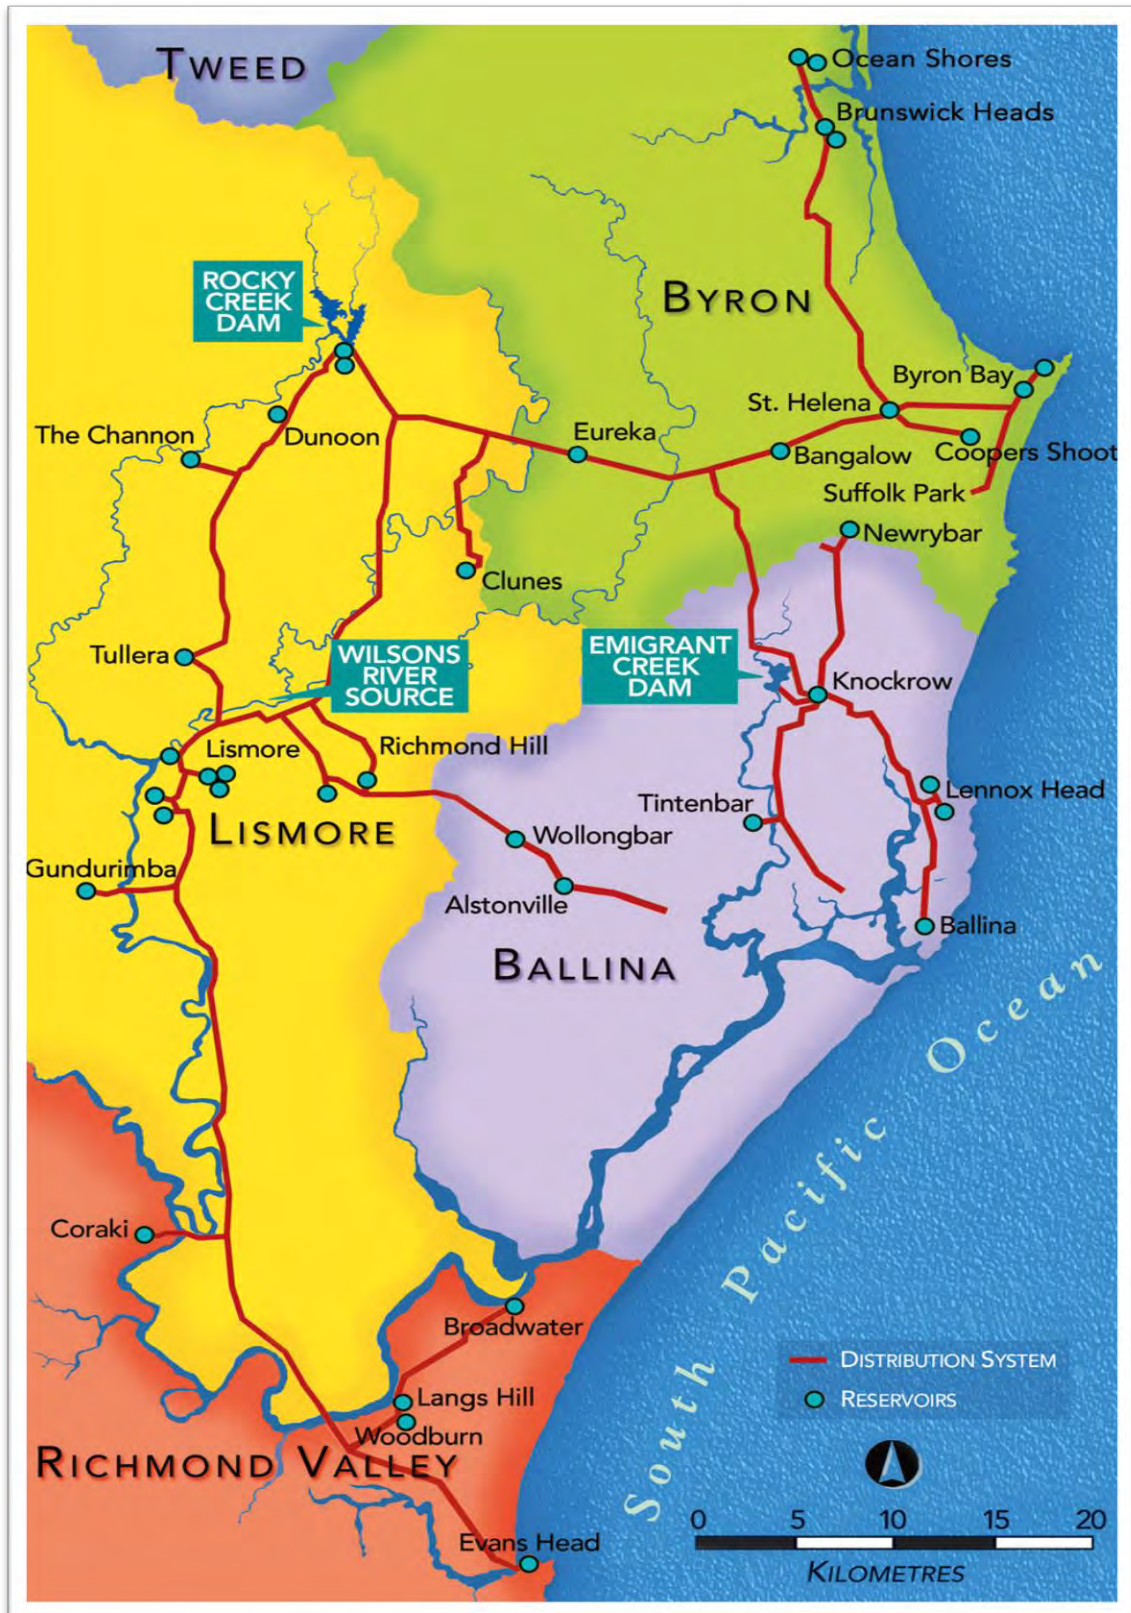 TWEED
Ocean Shores
Brunswick Heads
ROCKY
CREEK
DAM
BYRON
Byron Bay
St. Helena
The Channon
Dunoon
Eureka
Bangalow
Coopers Shoot
Suffolk Park
Newrybar
Clunes
Tullera
WILSONS
RIVER
SOURCE
EMIGRANT
CREEK
DAM
Knockrow
Lismore
Richmond Hill
Lennox Head
Tintenbar
LISMORE
Wollongbar
Gundurimba
Alstonville
Ballina
BALLINA
South Pacific Ocean
Coraki
Broadwater
DISTRIBUTION SYSTEM
RESERVOIRS
Langs Hill
Woodburn
RICHMOND VALLEY
Evans Head
0 5 10 15 20
KILOMETRES